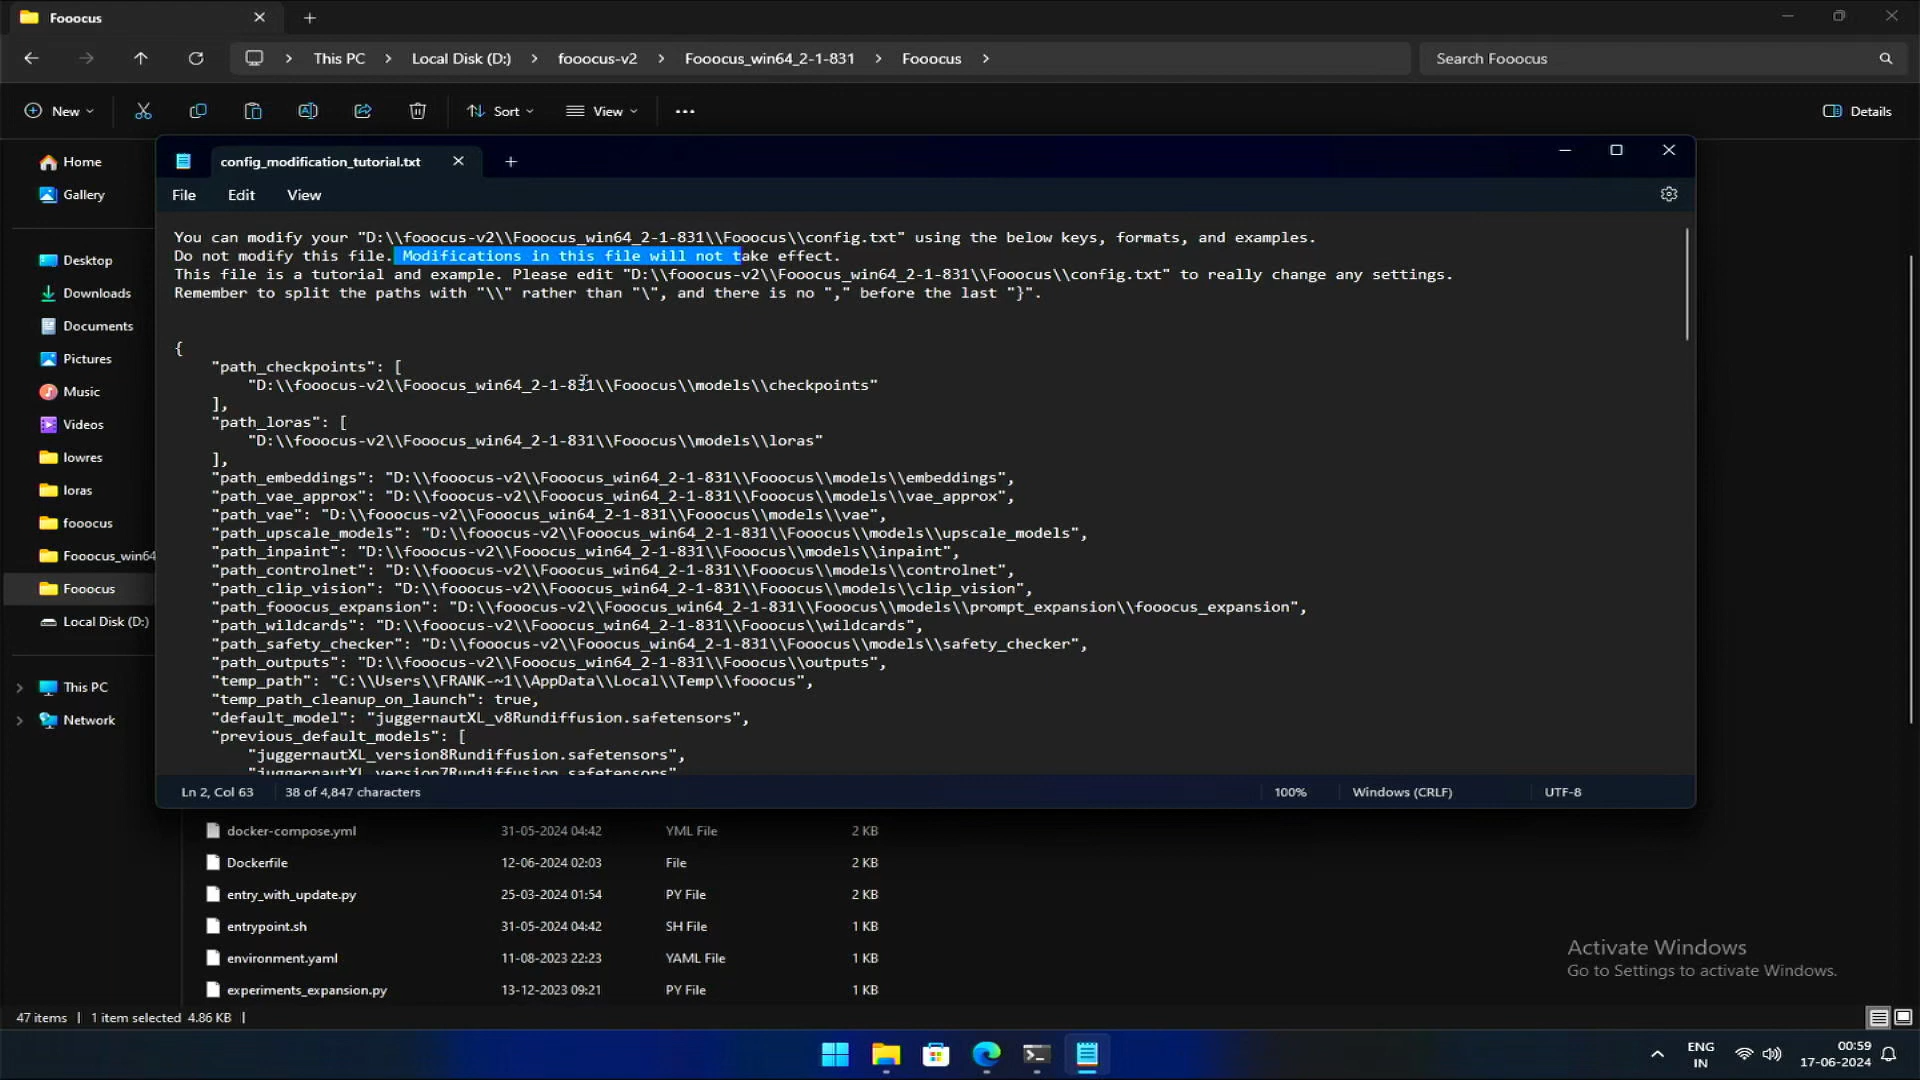 Fooocus
This PC > Local Disk (D:) > fooocus-v2 > Fooocus_win64_2-1-831 > Fooocus >
Search Fooocus
New
Sort
View
Details
Home
Gallery
Desktop
Downloads
Documents
Pictures
Music
Videos
lowres
loras
fooocus
Fooocus_win64
Fooocus
Local Disk (D:)
This PC
Network
config_modification_tutorial.txt
File Edit View
You can modify your "D:\\fooocus-v2\\Fooocus_win64_2-1-831\\Fooocus\\config.txt" using the below keys, formats, and examples.
Do not modify this file. Modifications in this file will not take effect.
This file is a tutorial and example. Please edit "D:\\fooocus-v2\\Fooocus_win64_2-1-831\\Fooocus\\config.txt" to really change any settings.
Remember to split the paths with "\\" rather than "\", and there is no "," before the last "}".
{
"path_checkpoints": [
"D:\\fooocus-v2\\Fooocus_win64_2-1-831\\Fooocus\\models\\checkpoints"
],
"path_loras": [
"D:\\fooocus-v2\\Fooocus_win64_2-1-831\\Fooocus\\models\\loras"
],
"path_embeddings": "D:\\fooocus-v2\\Fooocus_win64_2-1-831\\Fooocus\\models\\embeddings",
"path_vae_approx": "D:\\fooocus-v2\\Fooocus_win64_2-1-831\\Fooocus\\models\\vae_approx",
"path_vae": "D:\\fooocus-v2\\Fooocus_win64_2-1-831\\Fooocus\\models\\vae",
"path_upscale_models": "D:\\fooocus-v2\\Fooocus_win64_2-1-831\\Fooocus\\models\\upscale_models",
"path_inpaint": "D:\\fooocus-v2\\Fooocus_win64_2-1-831\\Fooocus\\models\\inpaint",
"path_controlnet": "D:\\fooocus-v2\\Fooocus_win64_2-1-831\\Fooocus\\models\\controlnet",
"path_clip_vision": "D:\\fooocus-v2\\Fooocus_win64_2-1-831\\Fooocus\\models\\clip_vision",
"path_fooocus_expansion": "D:\\fooocus-v2\\Fooocus_win64_2-1-831\\Fooocus\\models\\prompt_expansion\\fooocus_expansion",
"path_wildcards": "D:\\fooocus-v2\\Fooocus_win64_2-1-831\\Fooocus\\wildcards",
"path_safety_checker": "D:\\fooocus-v2\\Fooocus_win64_2-1-831\\Fooocus\\models\\safety_checker",
"path_outputs": "D:\\fooocus-v2\\Fooocus_win64_2-1-831\\Fooocus\\outputs",
"temp_path": "C:\\Users\\FRANK-~1\\AppData\\Local\\Temp\\fooocus",
"temp_path_cleanup_on_launch": true,
"default_model": "juggernautXL_v8Rundiffusion.safetensors",
"previous_default_models": [
"juggernautXL_version8Rundiffusion.safetensors",
"juggernautXL_version7Rundiffusion.safetensors"
Ln 2, Col 63 38 of 4,847 characters 100% Windows (CRLF) UTF-8
docker-compose.yml 31-05-2024 04:42 YML File 2 KB
Dockerfile 12-06-2024 02:03 File 2 KB
entry_with_update.py 25-03-2024 01:54 PY File 2 KB
entrypoint.sh 31-05-2024 04:42 SH File 1 KB
environment.yaml 11-08-2023 22:23 YAML File 1 KB
experiments_expansion.py 13-12-2023 09:21 PY File 1 KB
Activate Windows
Go to Settings to activate Windows.
47 items | 1 item selected 4.86 KB |
ENG
IN
00:59
17-06-2024